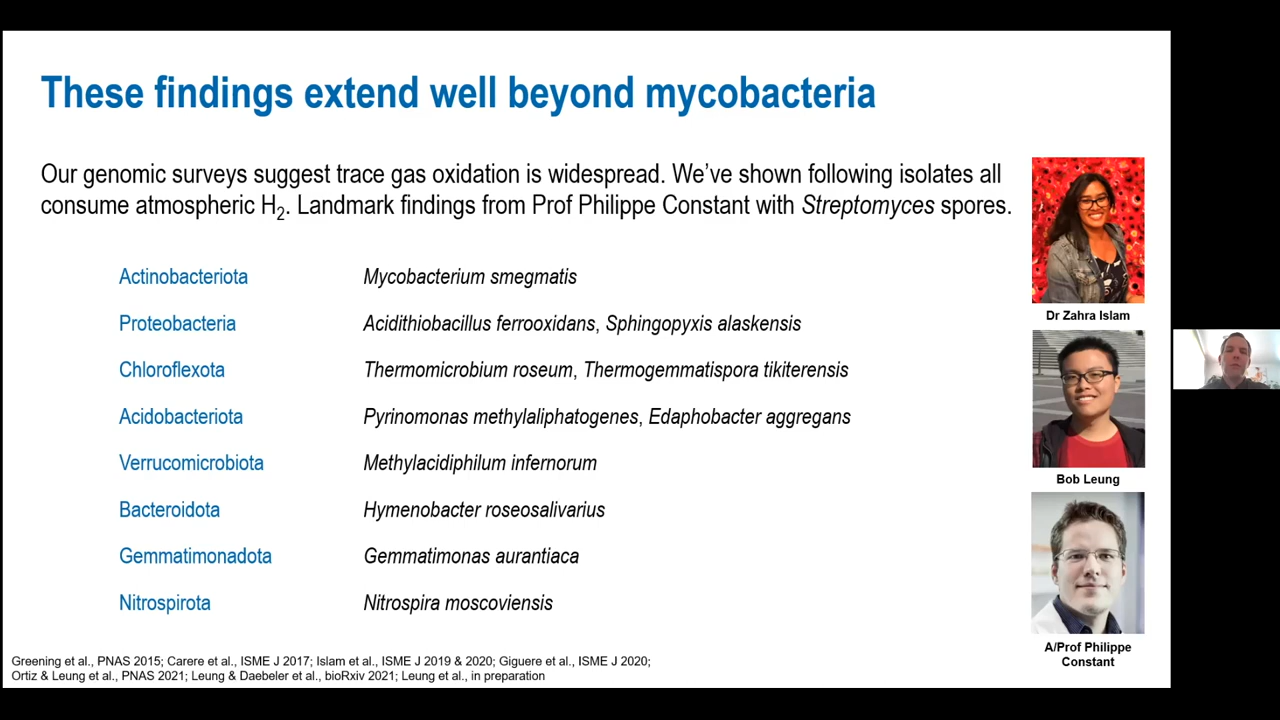 These findings extend well beyond mycobacteria
Our genomic surveys suggest trace gas oxidation is widespread. We've shown following isolates all
consume atmospheric H₂. Landmark findings from Prof Philippe Constant with Streptomyces spores.
Actinobacteriota Mycobacterium smegmatis
Proteobacteria Acidithiobacillus ferrooxidans, Sphingopyxis alaskensis
Chloroflexota Thermomicrobium roseum, Thermogemmatispora tikiterensis
Acidobacteriota Pyrinomonas methylaliphatogenes, Edaphobacter aggregans
Verrucomicrobiota Methylacidiphilum infernorum
Bacteroidota Hymenobacter roseosalivarius
Gemmatimonadota Gemmatimonas aurantiaca
Nitrospirota Nitrospira moscoviensis
Dr Zahra Islam
Bob Leung
A/Prof Philippe
Constant
Greening et al., PNAS 2015; Carere et al., ISME J 2017; Islam et al., ISME J 2019 & 2020; Giguere et al., ISME J 2020;
Ortiz & Leung et al., PNAS 2021; Leung & Daebeler et al., bioRxiv 2021; Leung et al., in preparation